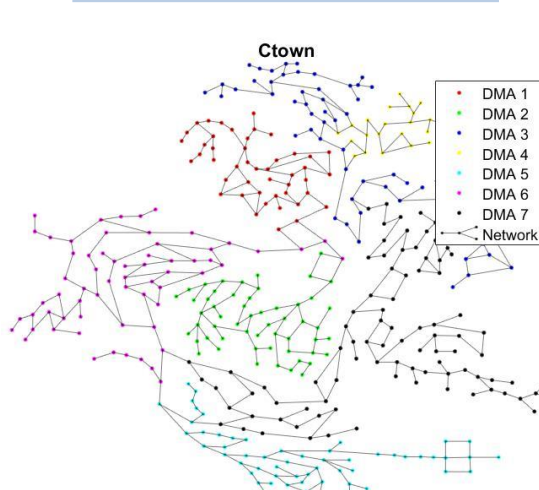 Ctown
DMA 1
DMA 2
DMA 3
DMA 4
DMA 5
DMA 6
DMA 7
Network